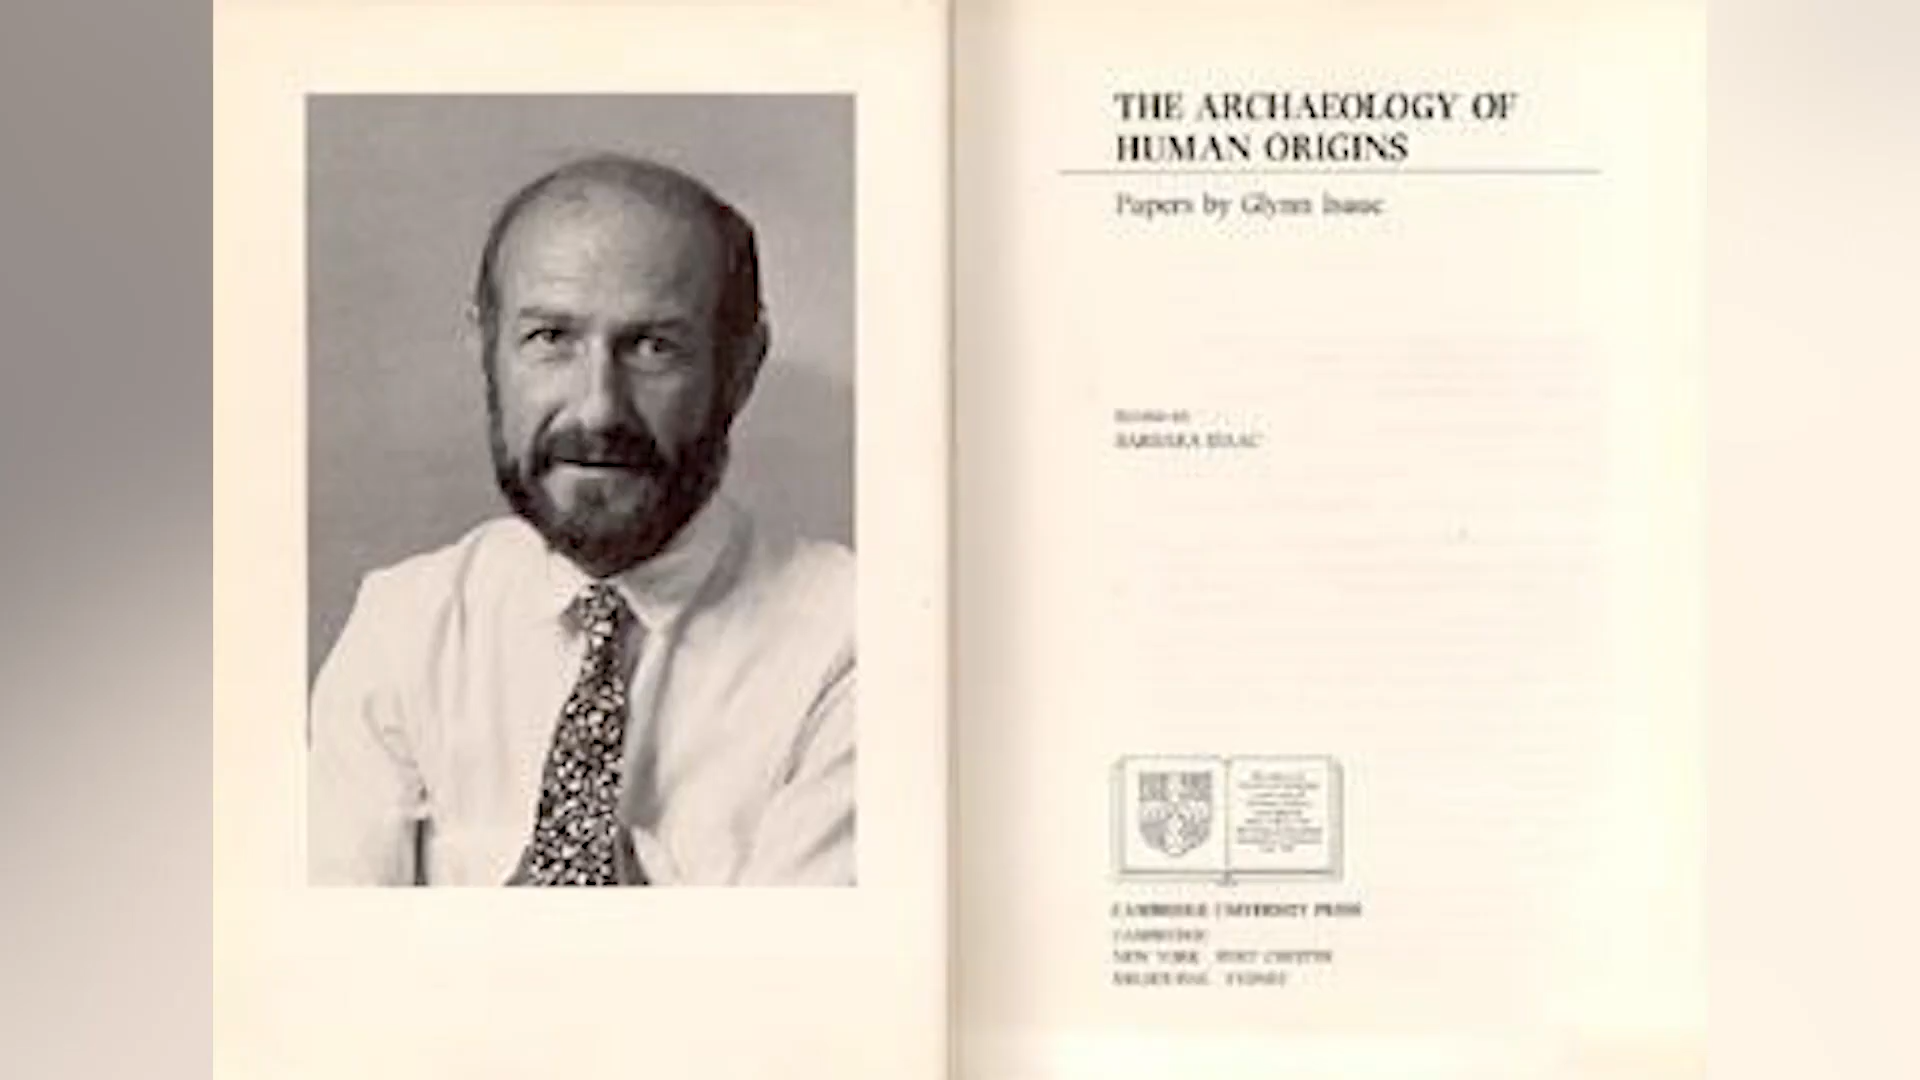 THE ARCHAEOLOGY OF
HUMAN ORIGINS
Papers by Glynn Isaac
BARBARA ISAAC
CAMBRIDGE UNIVERSITY PRESS
CAMBRIDGE
NEW YORK PORT CHESTER
MELBOURNE SYDNEY